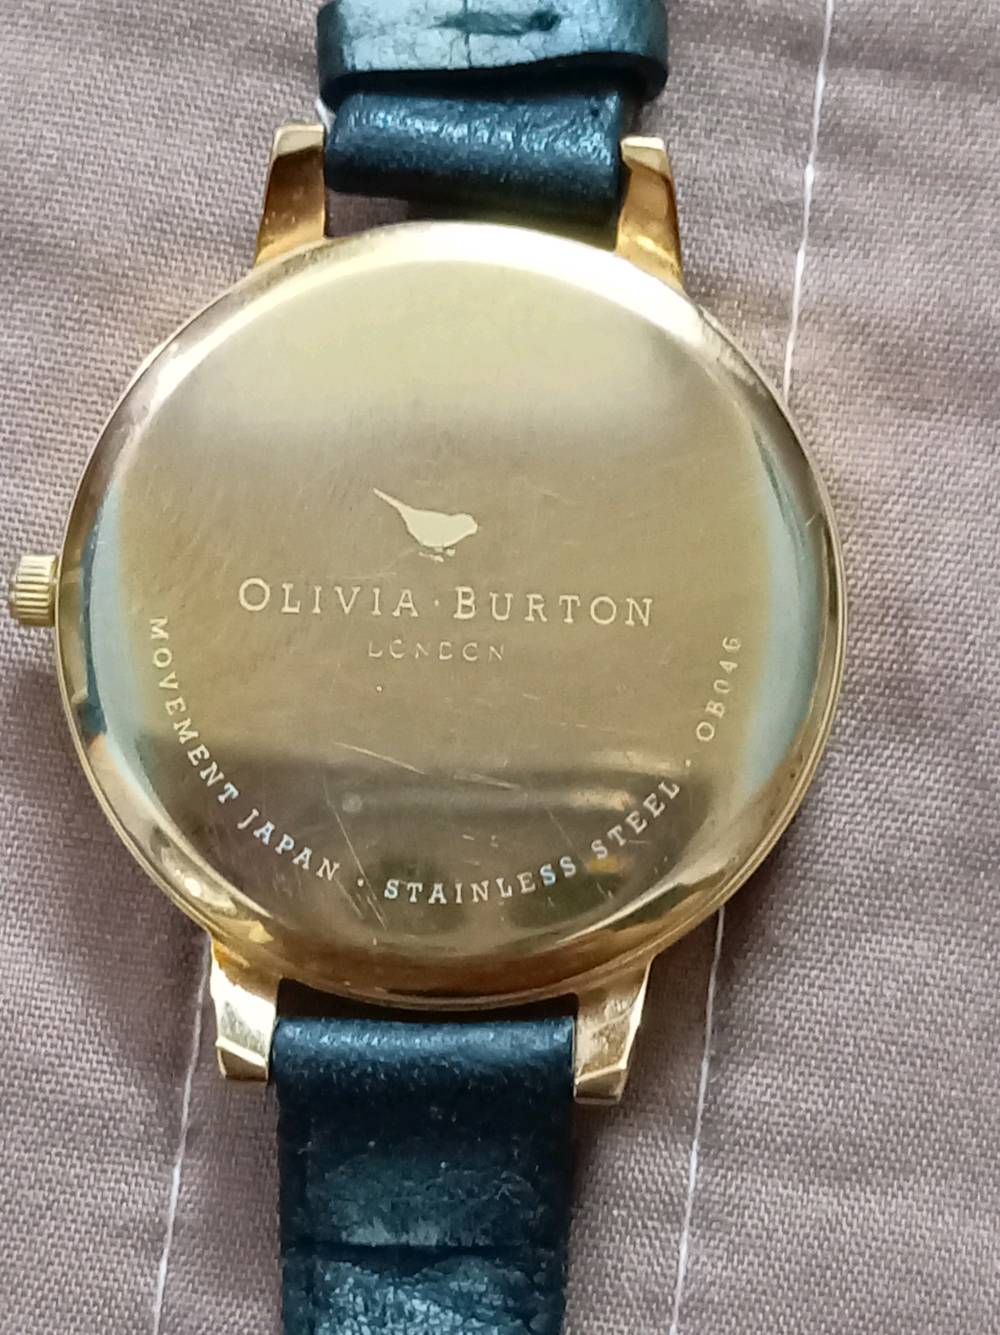 OLIVIA · BURTON
LONDON
MOVEMENT JAPAN · STAINLESS STEEL · OB046